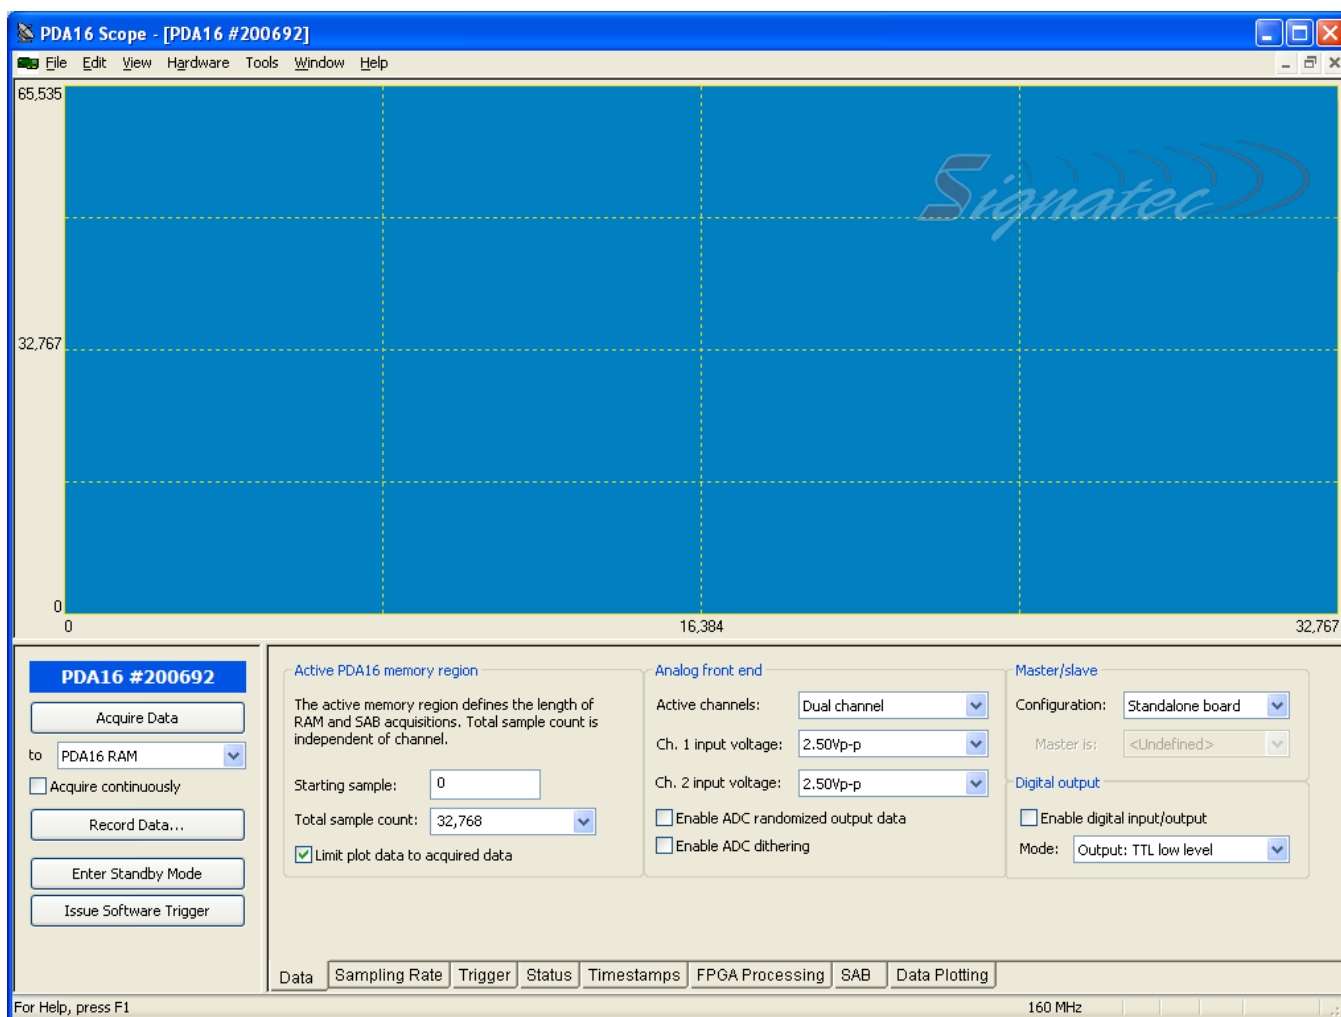 PDA16 Scope - [PDA16 #200692]
File Edit View Hardware Tools Window Help
65,535
Signatec
32,767
0
0 16,384 32,767
PDA16 #200692
Acquire Data
to PDA16 RAM
Acquire continuously
Record Data...
Enter Standby Mode
Issue Software Trigger
Active PDA16 memory region
The active memory region defines the length of
RAM and SAB acquisitions. Total sample count is
independent of channel.
Starting sample: 0
Total sample count: 32,768
Limit plot data to acquired data
Analog front end
Active channels: Dual channel
Ch. 1 input voltage: 2.50Vp-p
Ch. 2 input voltage: 2.50Vp-p
Enable ADC randomized output data
Enable ADC dithering
Master/slave
Configuration: Standalone board
Master is: <Undefined>
Digital output
Enable digital input/output
Mode: Output: TTL low level
Data Sampling Rate Trigger Status Timestamps FPGA Processing SAB Data Plotting
For Help, press F1 160 MHz